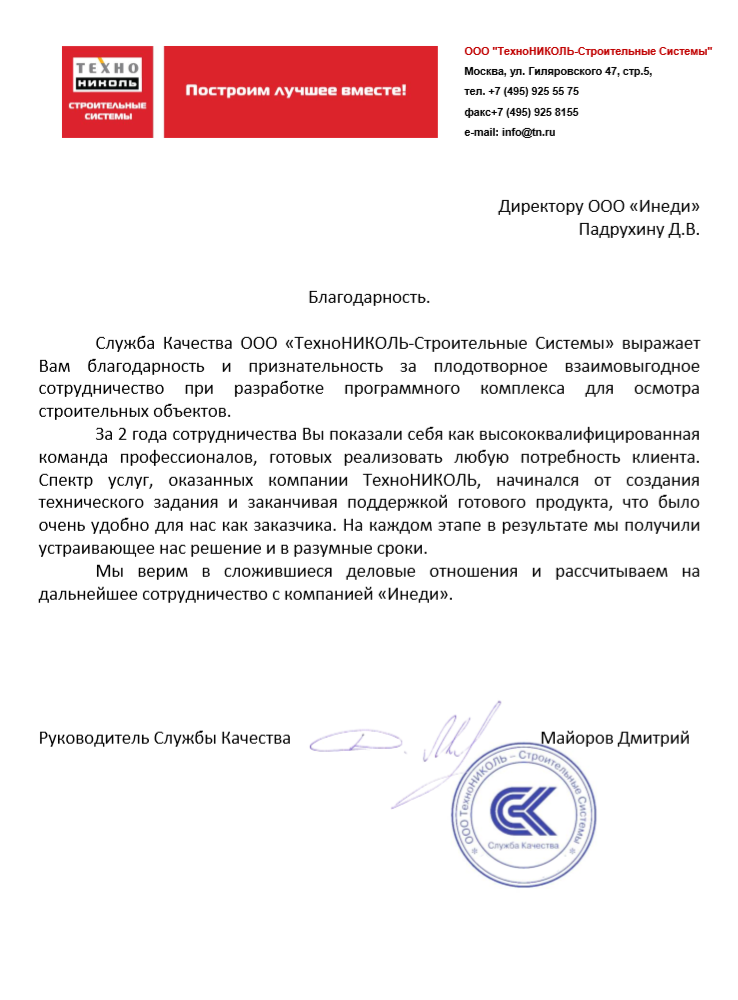 ТЕХНО
НИКОЛЬ
СТРОИТЕЛЬНЫЕ
СИСТЕМЫ
Построим лучшее вместе!
ООО "ТехноНИКОЛЬ-Строительные Системы"
Москва, ул. Гиляровского 47, стр.5,
тел. +7 (495) 925 55 75
факс+7 (495) 925 8155
e-mail: info@tn.ru
Директору ООО «Инеди»
Падрухину Д.В.
Благодарность.
Служба Качества ООО «ТехноНИКОЛЬ-Строительные Системы» выражает
Вам благодарность и признательность за плодотворное взаимовыгодное
сотрудничество при разработке программного комплекса для осмотра
строительных объектов.
За 2 года сотрудничества Вы показали себя как высококвалифицированная
команда профессионалов, готовых реализовать любую потребность клиента.
Спектр услуг, оказанных компании ТехноНИКОЛЬ, начинался от создания
технического задания и заканчивая поддержкой готового продукта, что было
очень удобно для нас как заказчика. На каждом этапе в результате мы получили
устраивающее нас решение и в разумные сроки.
Мы верим в сложившиеся деловые отношения и рассчитываем на
дальнейшее сотрудничество с компанией «Инеди».
Руководитель Службы Качества
Майоров Дмитрий
ООО ТехноНИКОЛЬ – Строительные Системы
СК
Служба Качества